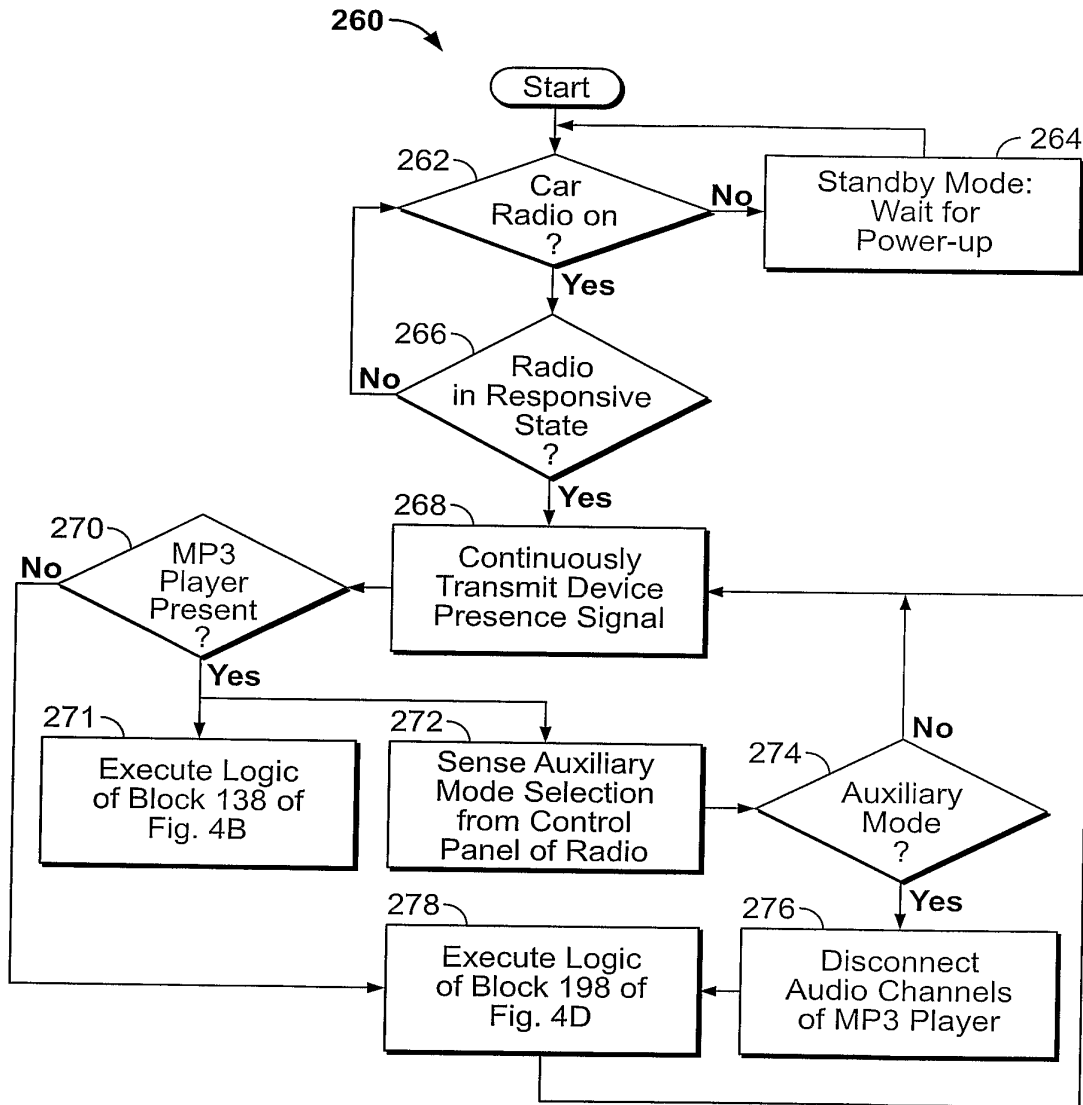 260
Start
262
Car
Radio on
?
No
264
Standby Mode:
Wait for
Power-up
Yes
266
Radio
in Responsive
State
?
No
Yes
268
Continuously
Transmit Device
Presence Signal
270
MP3
Player
Present
?
No
Yes
271
Execute Logic
of Block 138 of
Fig. 4B
272
Sense Auxiliary
Mode Selection
from Control
Panel of Radio
274
Auxiliary
Mode
?
No
Yes
276
Disconnect
Audio Channels
of MP3 Player
278
Execute Logic
of Block 198 of
Fig. 4D